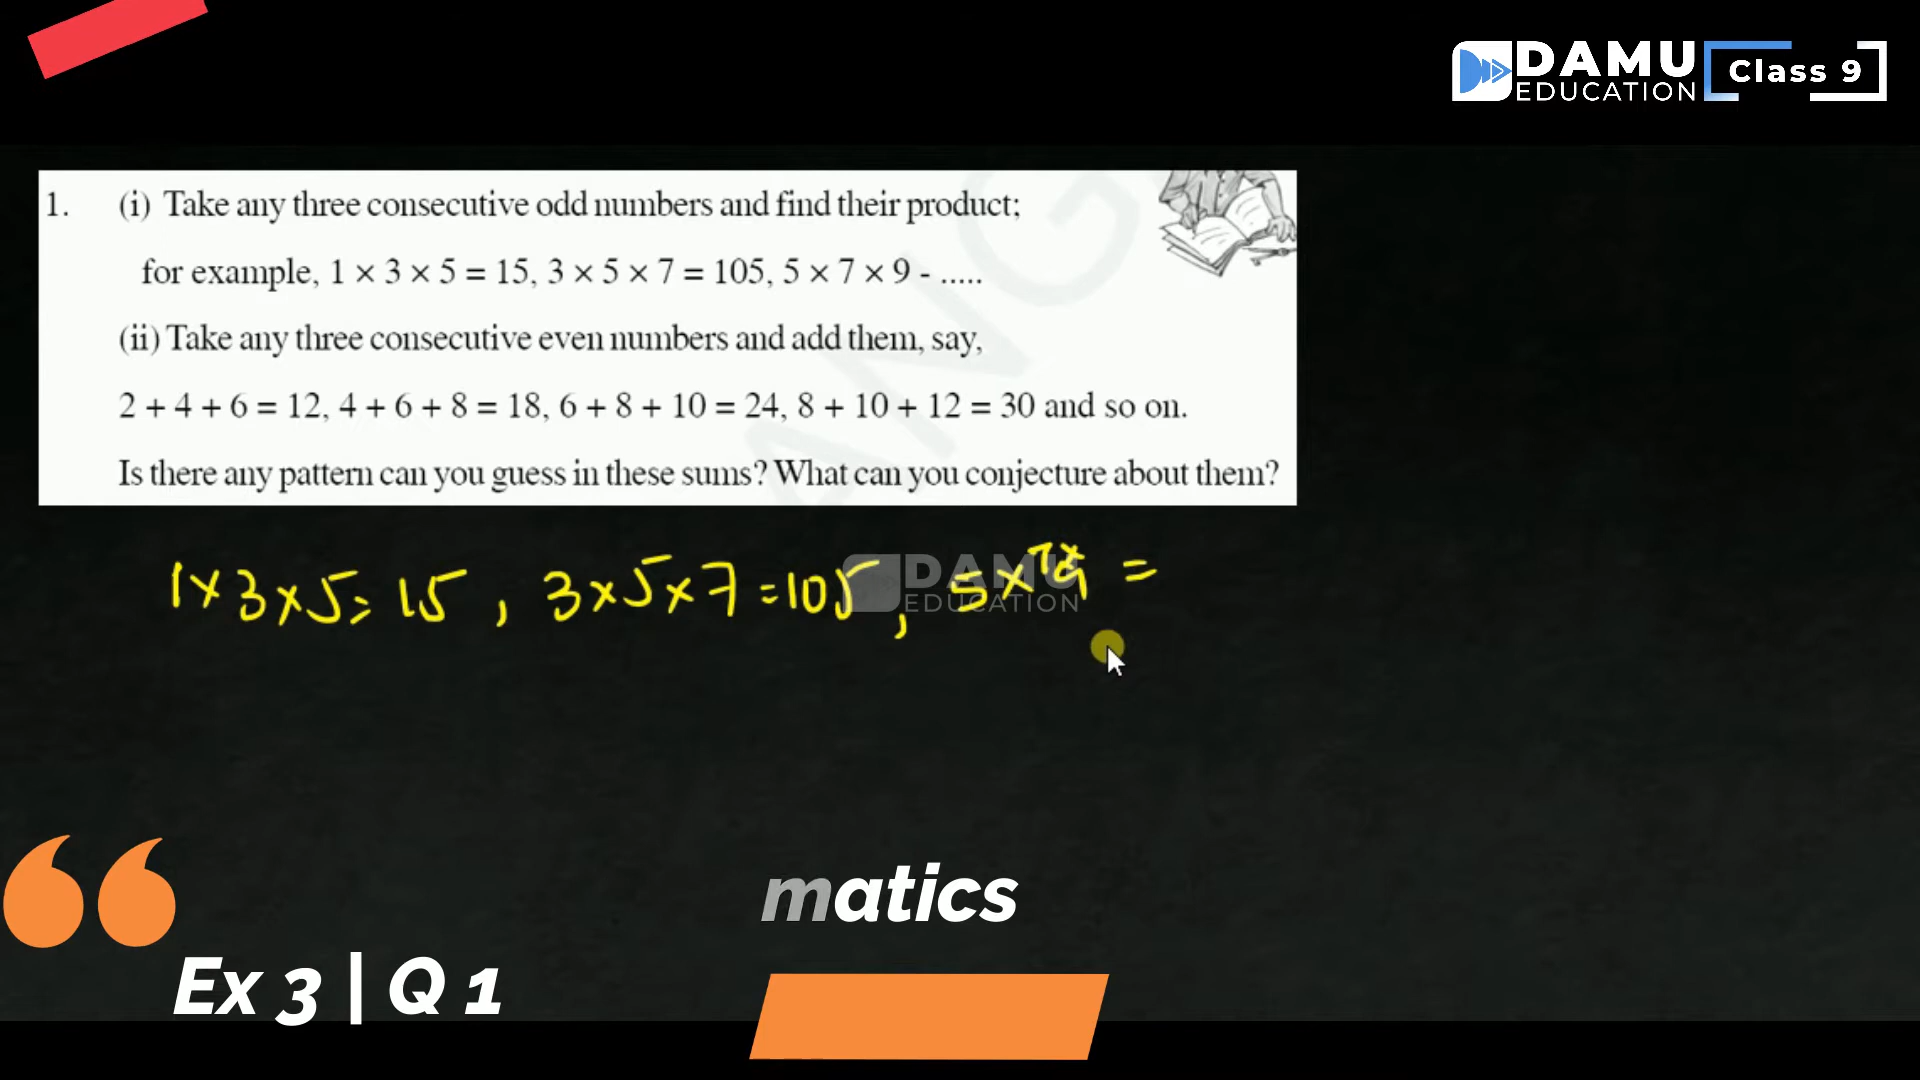 DAMU
EDUCATION
Class 9
1. (i) Take any three consecutive odd numbers and find their product;
for example, 1 × 3 × 5 = 15, 3 × 5 × 7 = 105, 5 × 7 × 9 - .....
(ii) Take any three consecutive even numbers and add them, say,
2 + 4 + 6 = 12, 4 + 6 + 8 = 18, 6 + 8 + 10 = 24, 8 + 10 + 12 = 30 and so on.
Is there any pattern can you guess in these sums? What can you conjecture about them?
1 × 3 × 5 = 15 , 3 × 5 × 7 = 105 , 5 × 7 × 9 =
DAMU
EDUCATION
matics
Ex 3 | Q 1